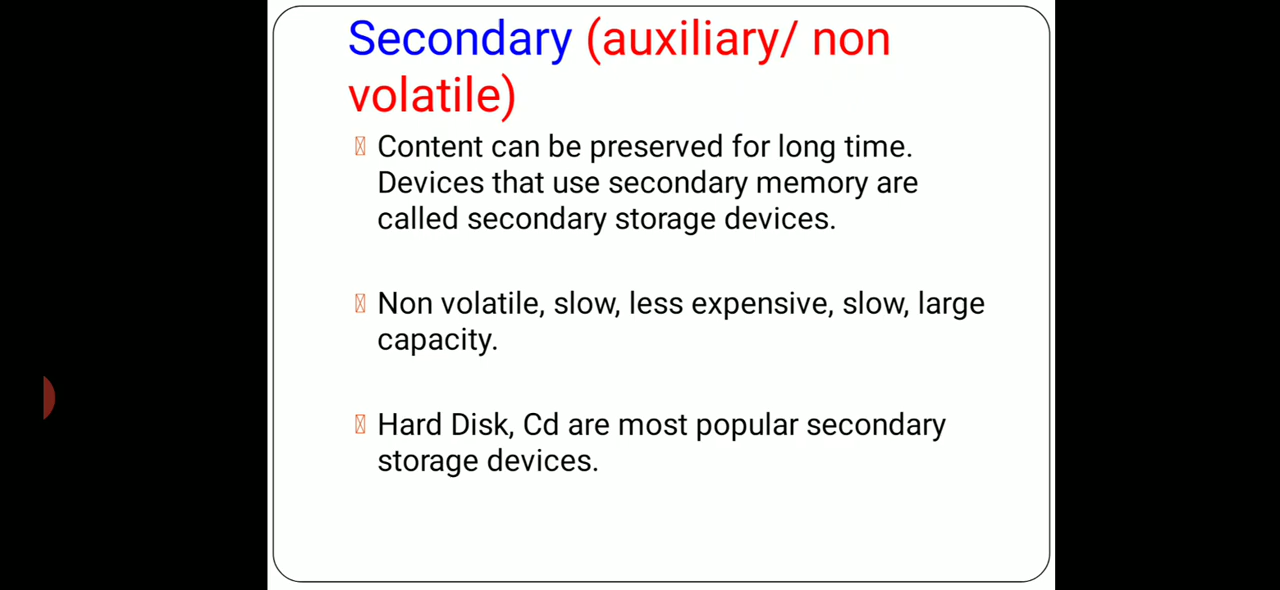 Secondary (auxiliary/ non
volatile)
Content can be preserved for long time.
Devices that use secondary memory are
called secondary storage devices.
Non volatile, slow, less expensive, slow, large
capacity.
Hard Disk, Cd are most popular secondary
storage devices.